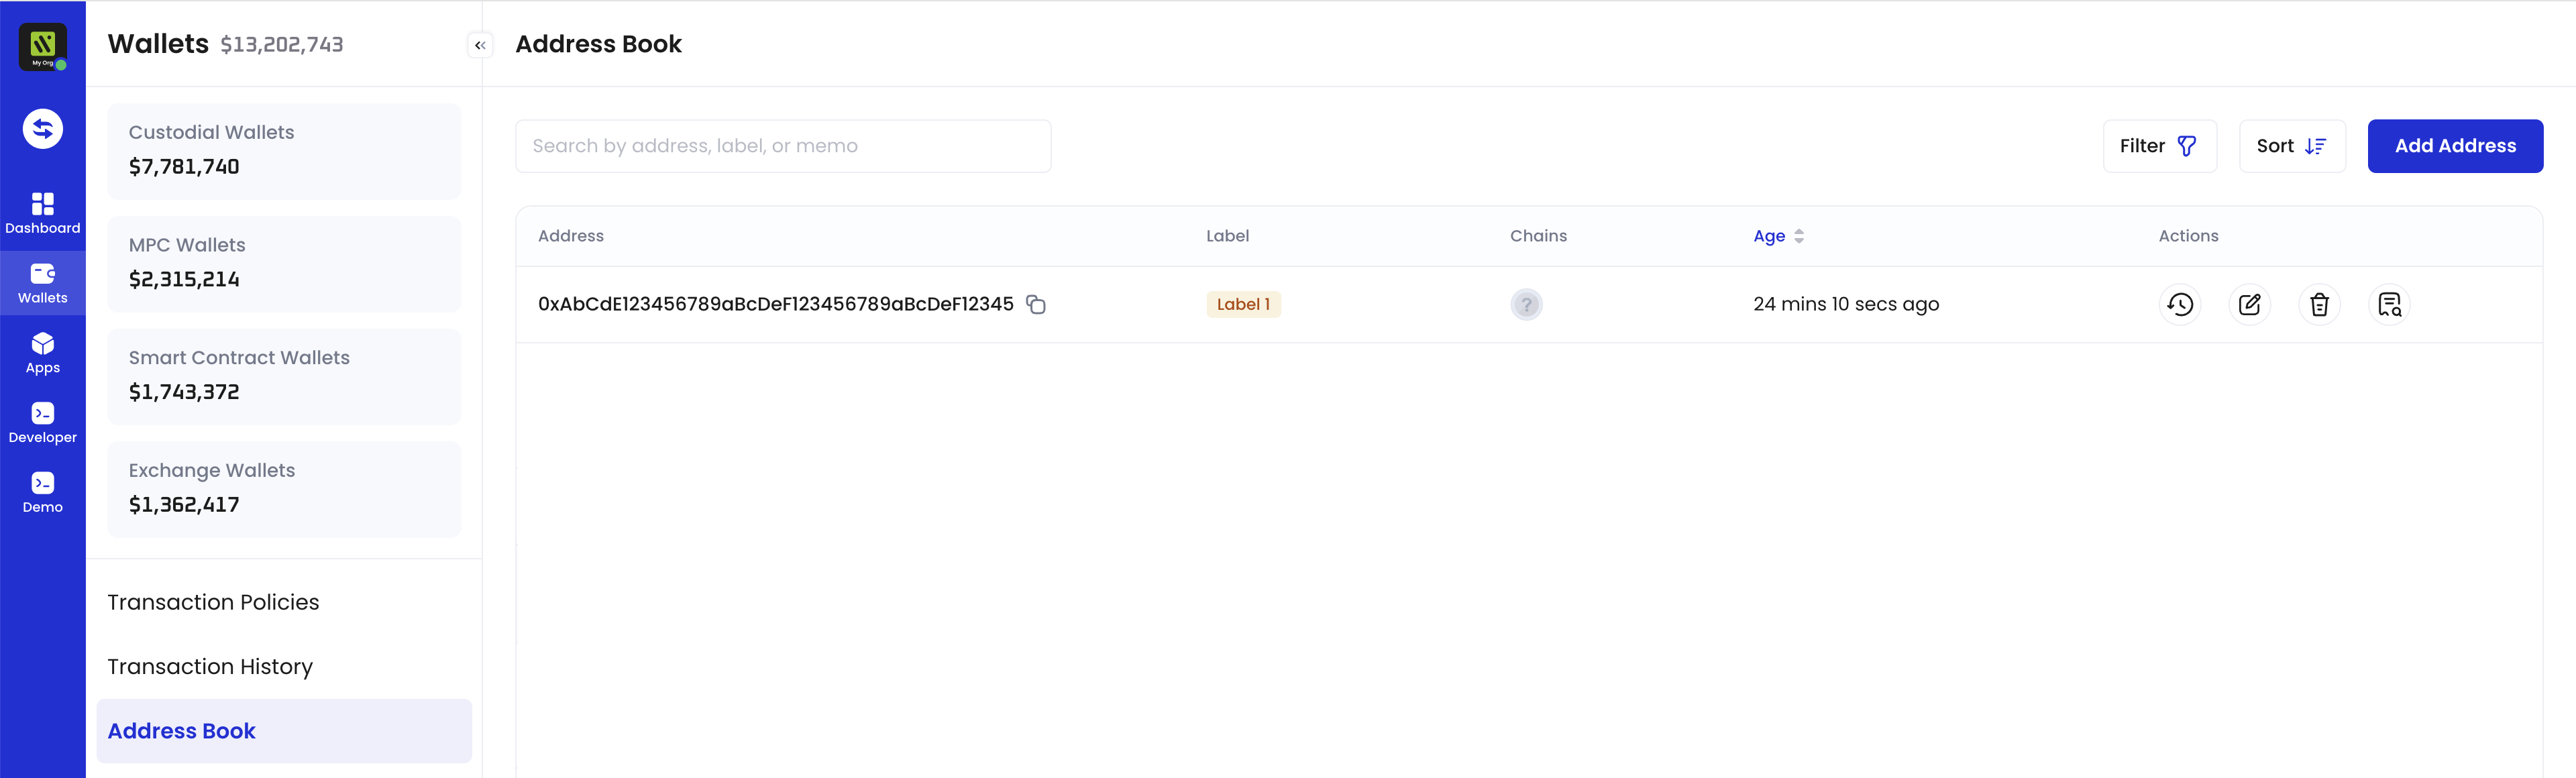 My Org
Dashboard
Wallets
Apps
Developer
Demo
Wallets $13,202,743
Custodial Wallets
$7,781,740
MPC Wallets
$2,315,214
Smart Contract Wallets
$1,743,372
Exchange Wallets
$1,362,417
Transaction Policies
Transaction History
Address Book
Address Book
Search by address, label, or memo
Filter
Sort
Add Address
Address Label Chains Age Actions
0xAbCdE123456789aBcDeF123456789aBcDeF12345 Label 1 ? 24 mins 10 secs ago